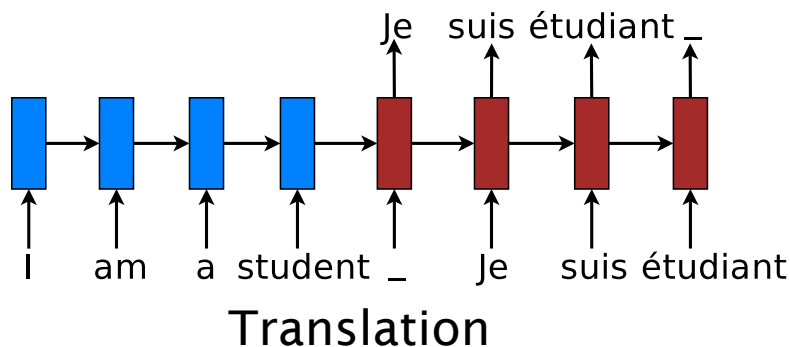 Je suis étudiant _
I am a student _ Je suis étudiant
Translation